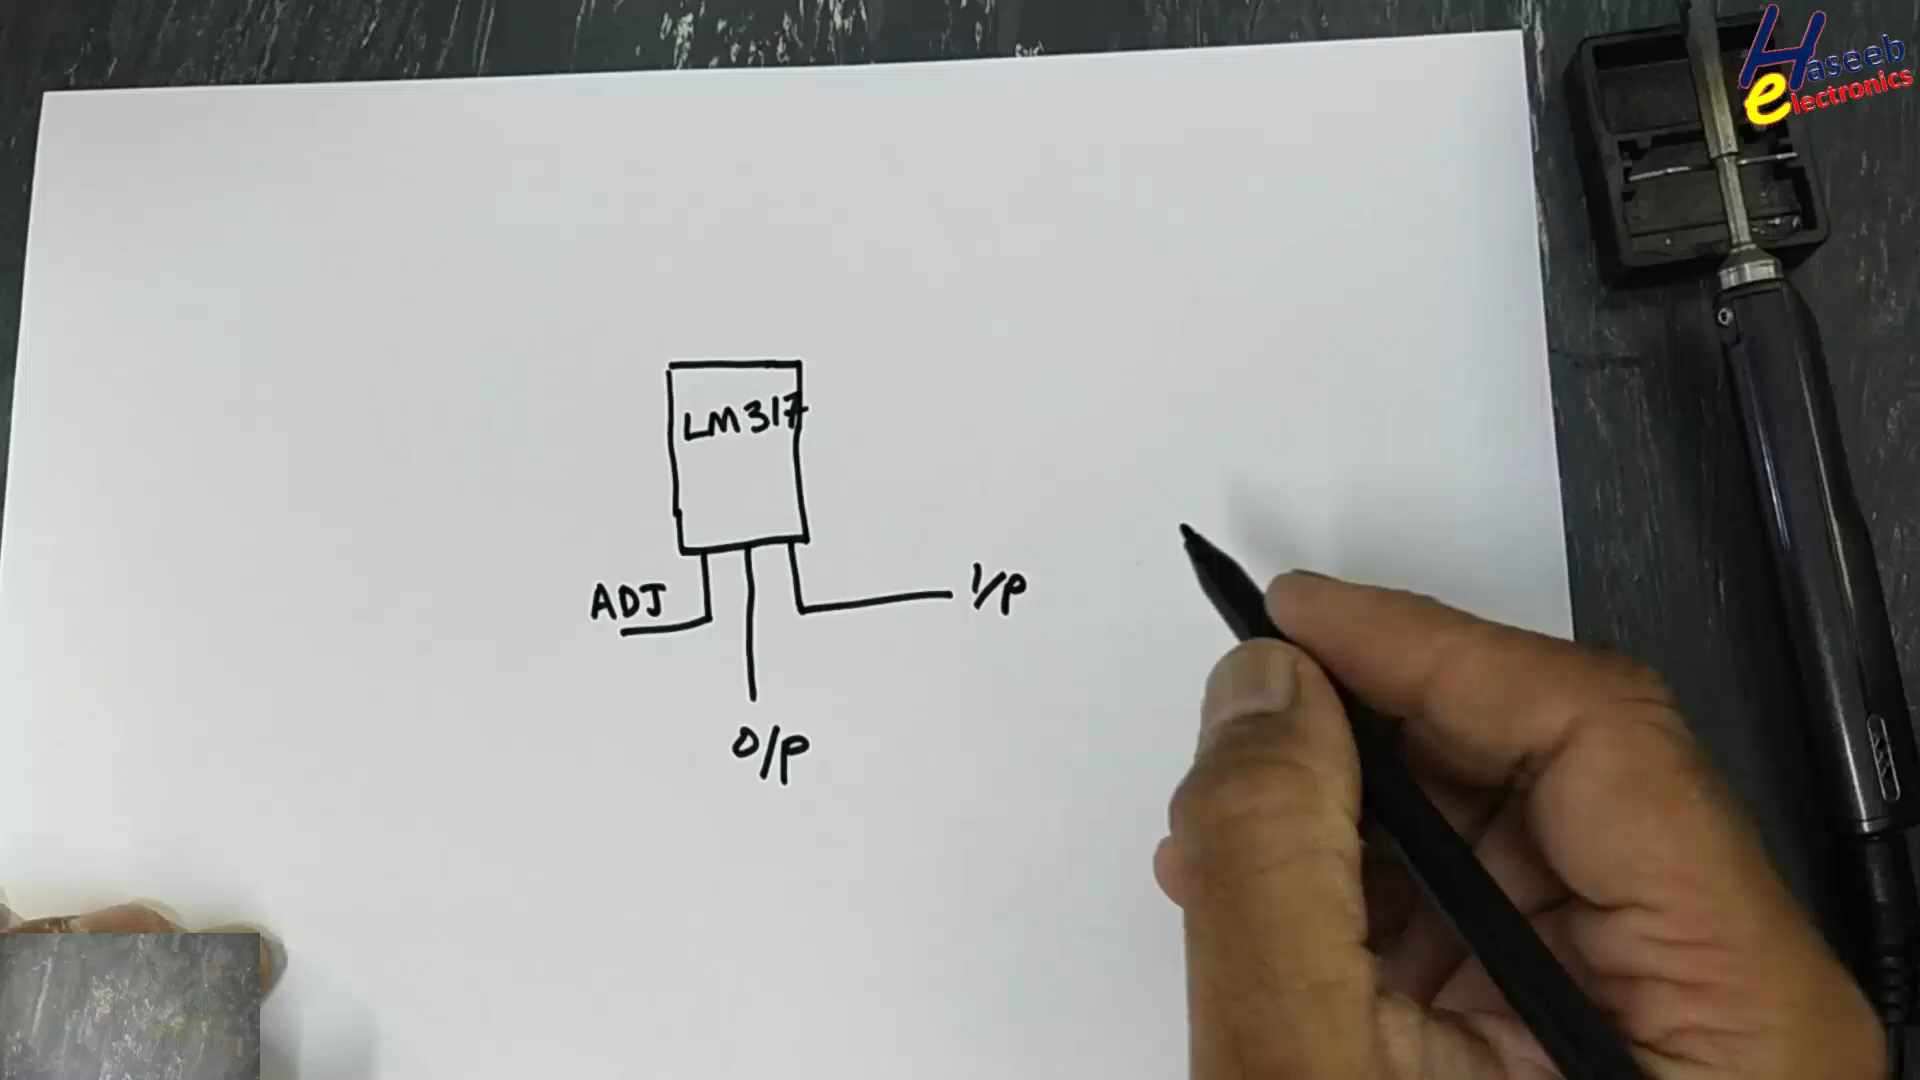 Haseeb
electronics
LM317
ADJ
I/P
O/P